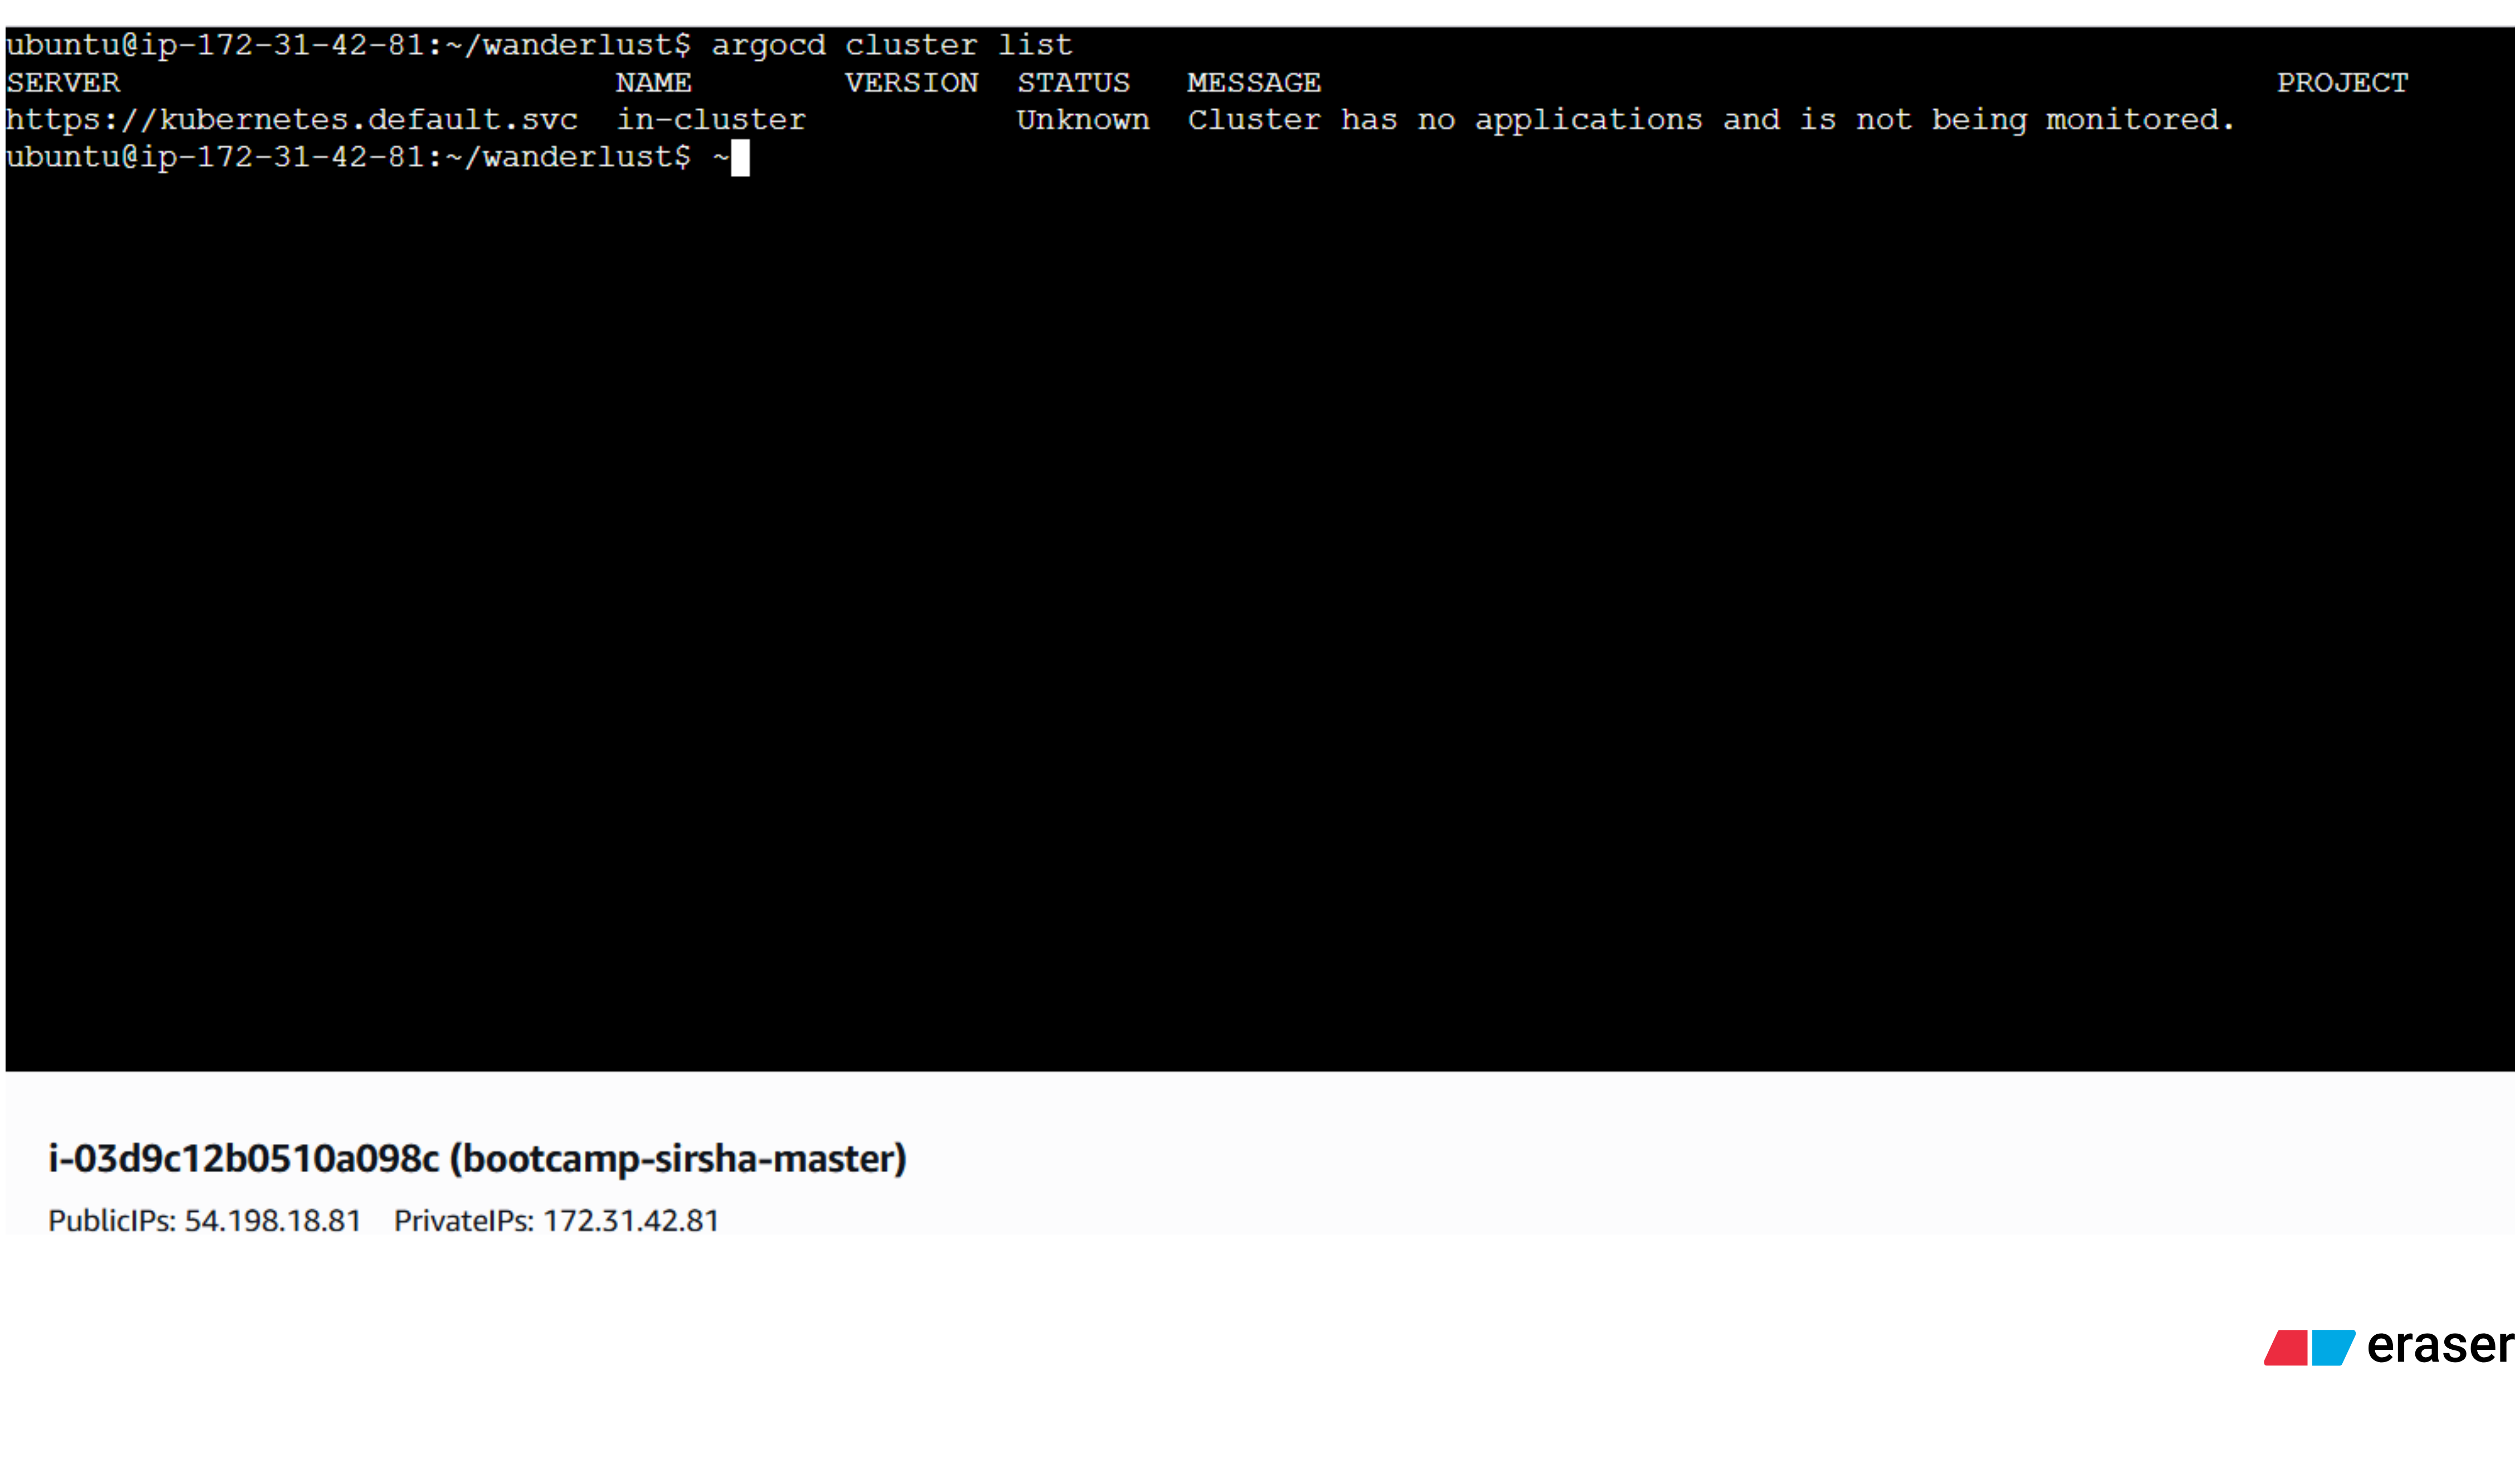 ubuntu@ip-172-31-42-81:~/wanderlust$ argocd cluster list
SERVER NAME VERSION STATUS MESSAGE PROJECT
https://kubernetes.default.svc in-cluster Unknown Cluster has no applications and is not being monitored.
ubuntu@ip-172-31-42-81:~/wanderlust$ ~
i-03d9c12b0510a098c (bootcamp-sirsha-master)
PublicIPs: 54.198.18.81 PrivateIPs: 172.31.42.81
eraser